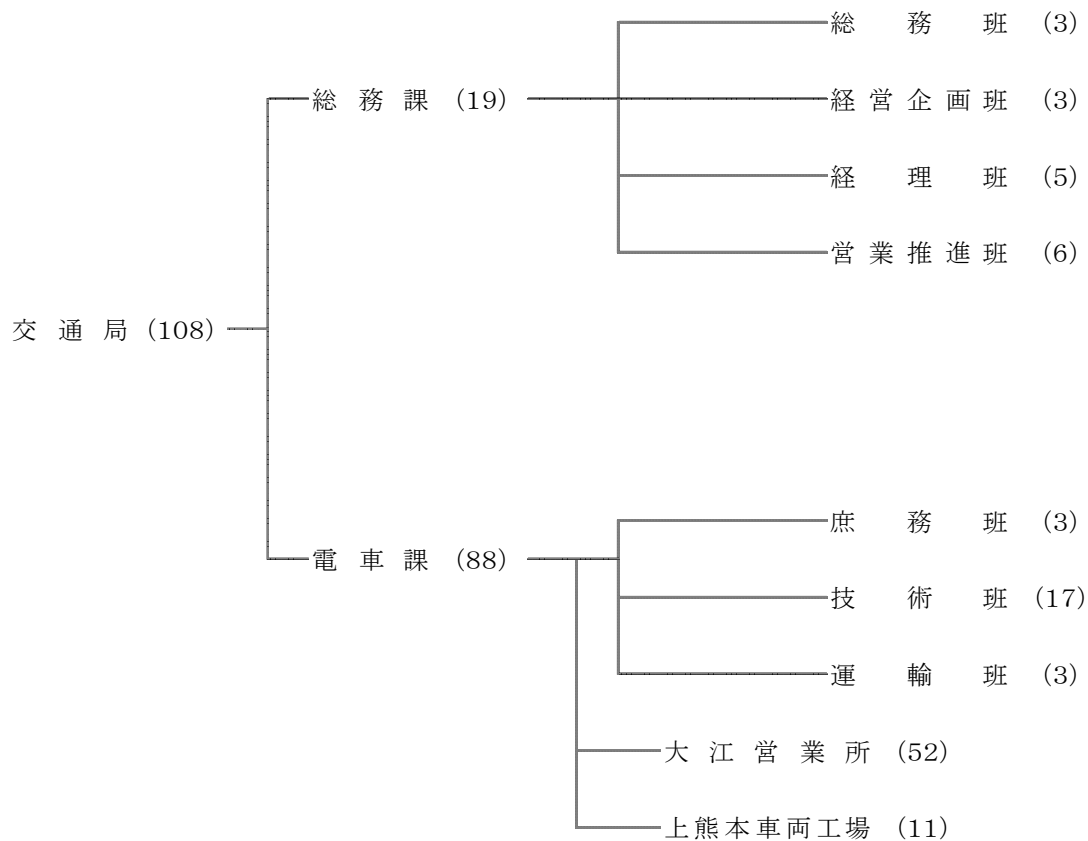 総務班 (3)
総務課 (19)
経営企画班 (3)
経理班 (5)
営業推進班 (6)
交通局 (108)
庶務班 (3)
電車課 (88)
技術班 (17)
運輸班 (3)
大江営業所 (52)
上熊本車両工場 (11)